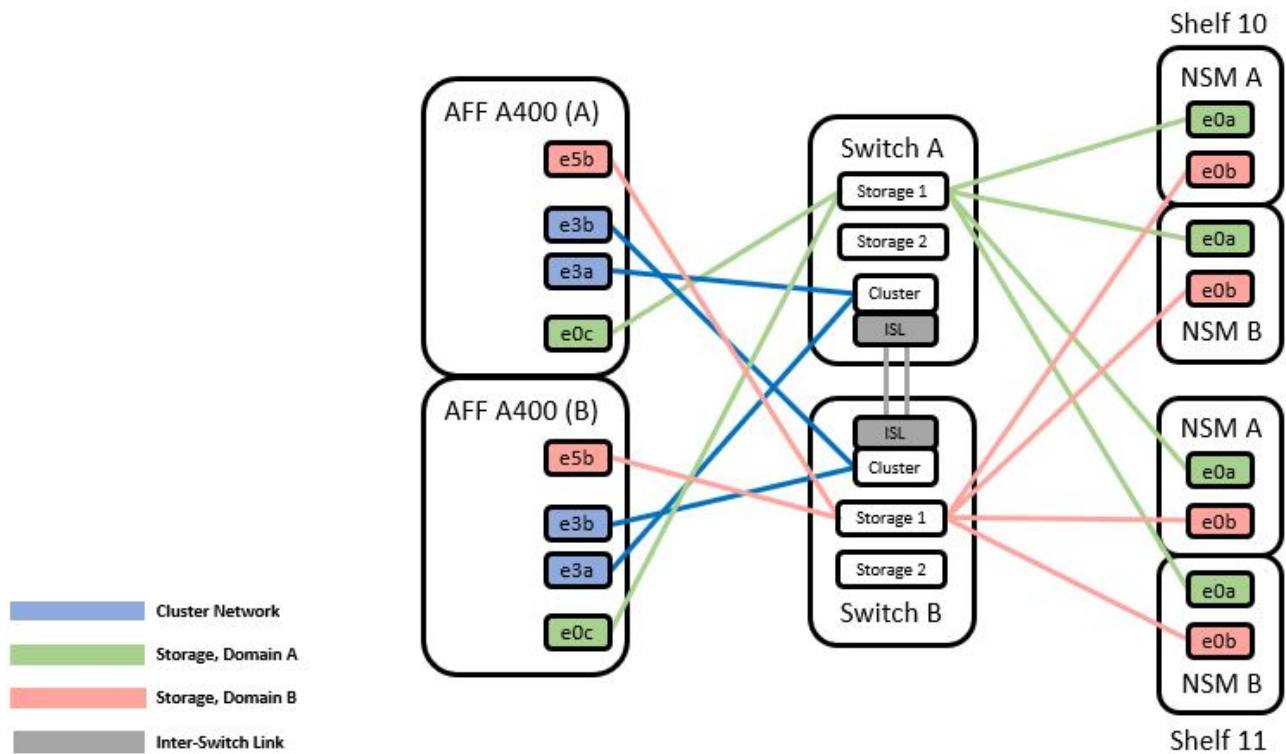 AFF A400 (A)
e5b
e3b
e3a
e0c
AFF A400 (B)
e5b
e3b
e3a
e0c
Switch A
Storage 1
Storage 2
Cluster
ISL
ISL
Cluster
Storage 1
Storage 2
Switch B
Shelf 10
NSM A
e0a
e0b
e0a
e0b
NSM B
NSM A
e0a
e0b
e0a
e0b
NSM B
Shelf 11
Cluster Network
Storage, Domain A
Storage, Domain B
Inter-Switch Link